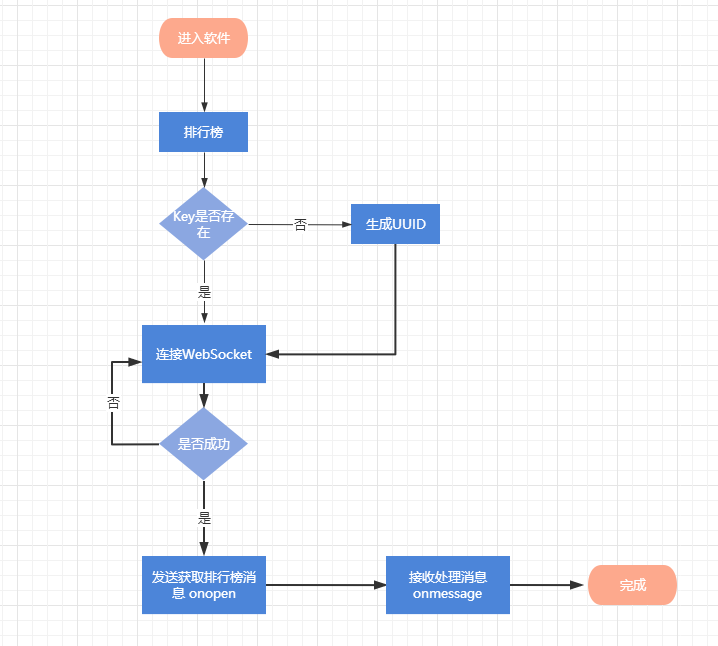 进入软件
排行榜
Key是否存
在
否
生成UUID
是
连接WebSocket
否
是否成功
是
发送获取排行榜消
息 onopen
接收处理消息
onmessage
完成